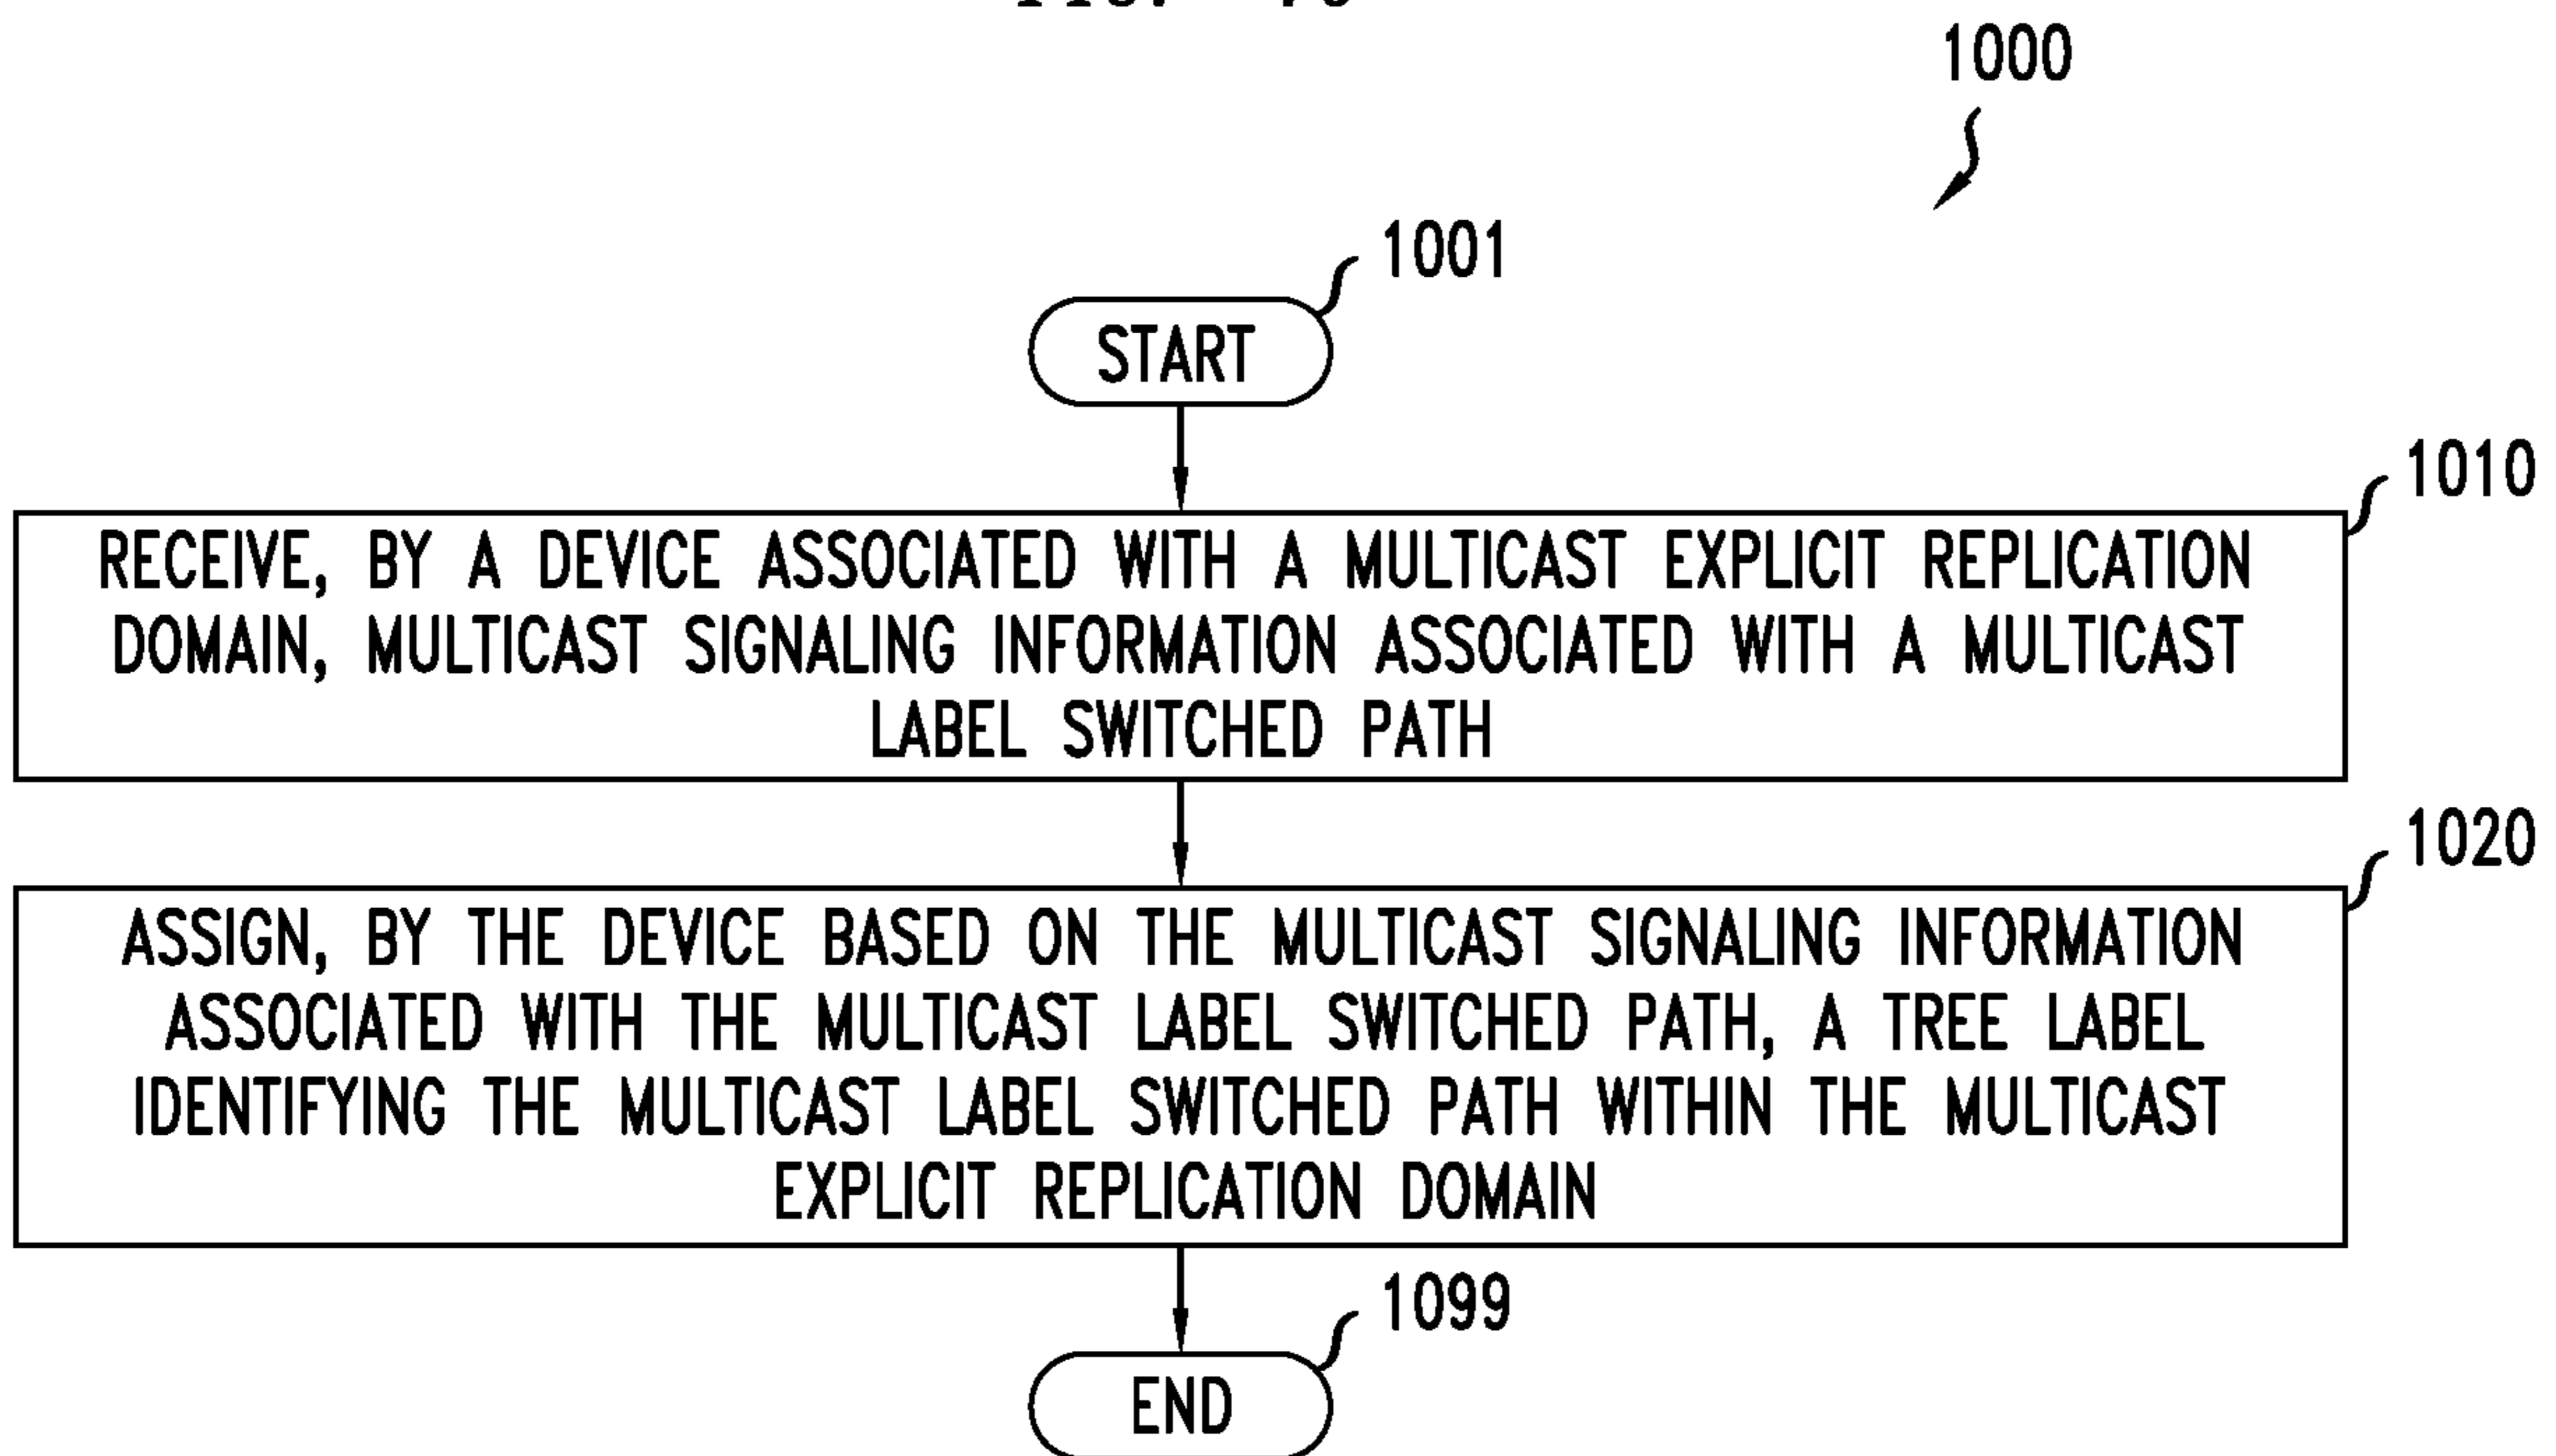 1000
1001
START
1010
RECEIVE, BY A DEVICE ASSOCIATED WITH A MULTICAST EXPLICIT REPLICATION
DOMAIN, MULTICAST SIGNALING INFORMATION ASSOCIATED WITH A MULTICAST
LABEL SWITCHED PATH
1020
ASSIGN, BY THE DEVICE BASED ON THE MULTICAST SIGNALING INFORMATION
ASSOCIATED WITH THE MULTICAST LABEL SWITCHED PATH, A TREE LABEL
IDENTIFYING THE MULTICAST LABEL SWITCHED PATH WITHIN THE MULTICAST
EXPLICIT REPLICATION DOMAIN
1099
END